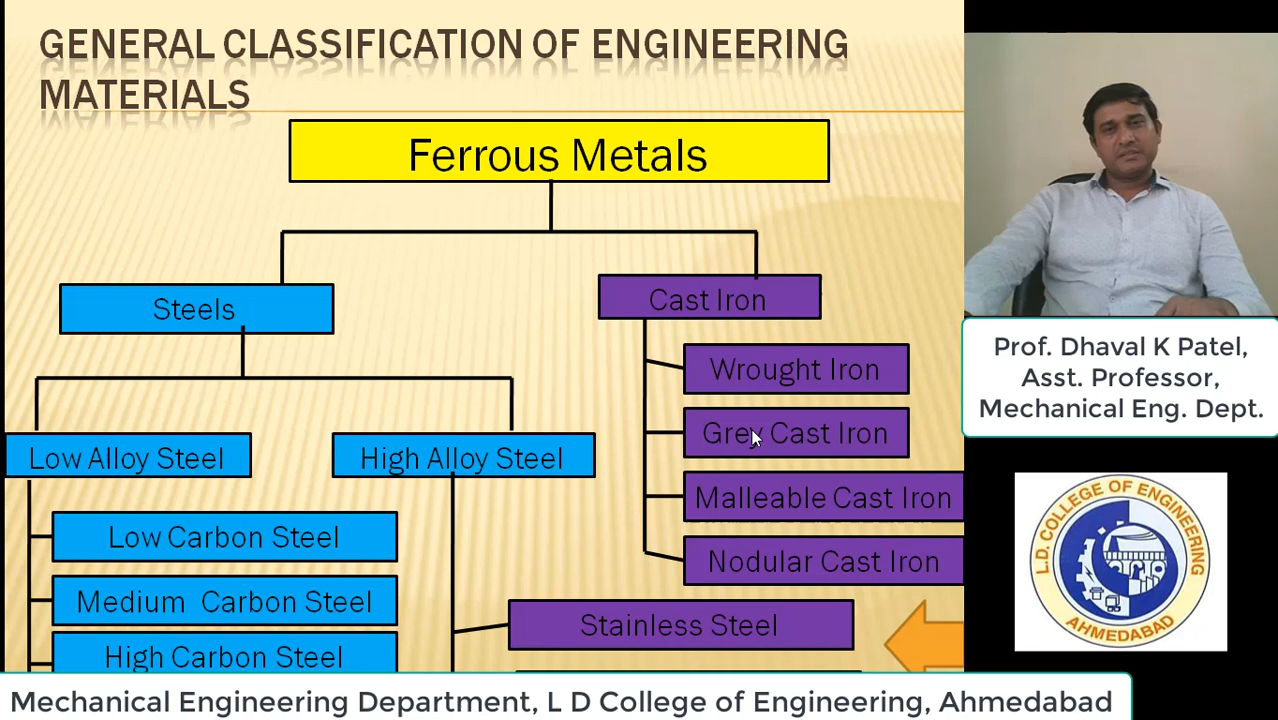 GENERAL CLASSIFICATION OF ENGINEERING
MATERIALS
Ferrous Metals
Steels
Cast Iron
Wrought Iron
Grey Cast Iron
Malleable Cast Iron
Nodular Cast Iron
Low Alloy Steel
High Alloy Steel
Low Carbon Steel
Medium Carbon Steel
High Carbon Steel
Stainless Steel
Prof. Dhaval K Patel,
Asst. Professor,
Mechanical Eng. Dept.
L.D. COLLEGE OF ENGINEERING
AHMEDABAD
Mechanical Engineering Department, L D College of Engineering, Ahmedabad